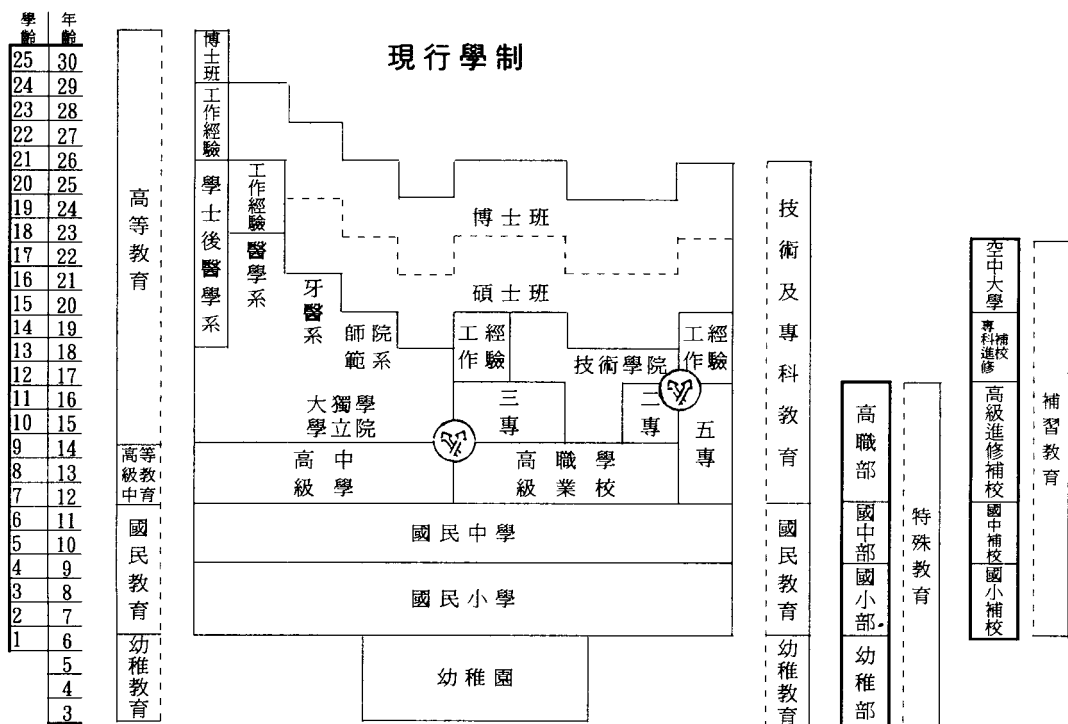 現行學制
學齡 年齡
25 30
24 29
23 28
22 27
21 26
20 25
19 24
18 23
17 22
16 21
15 20
14 19
13 18
12 17
11 16
10 15
9 14
8 13
7 12
6 11
5 10
4 9
3 8
2 7
1 6
5
4
3
高等教育
高級中等教育
國民教育
幼稚教育
博士班
工作經驗
學士後醫學系
工作經驗
醫學系
牙醫系
師範院系
大學獨立學院
博士班
碩士班
工作經驗
技術學院
工作經驗
三專
二專
五專
高級中學
高級職業學校
國民中學
國民小學
幼稚園
技術及專科教育
國民教育
幼稚教育
高職部
國中部
國小部
幼稚部
特殊教育
空中大學
專科進修補校
高級進修補校
國中補校
國小補校
補習教育